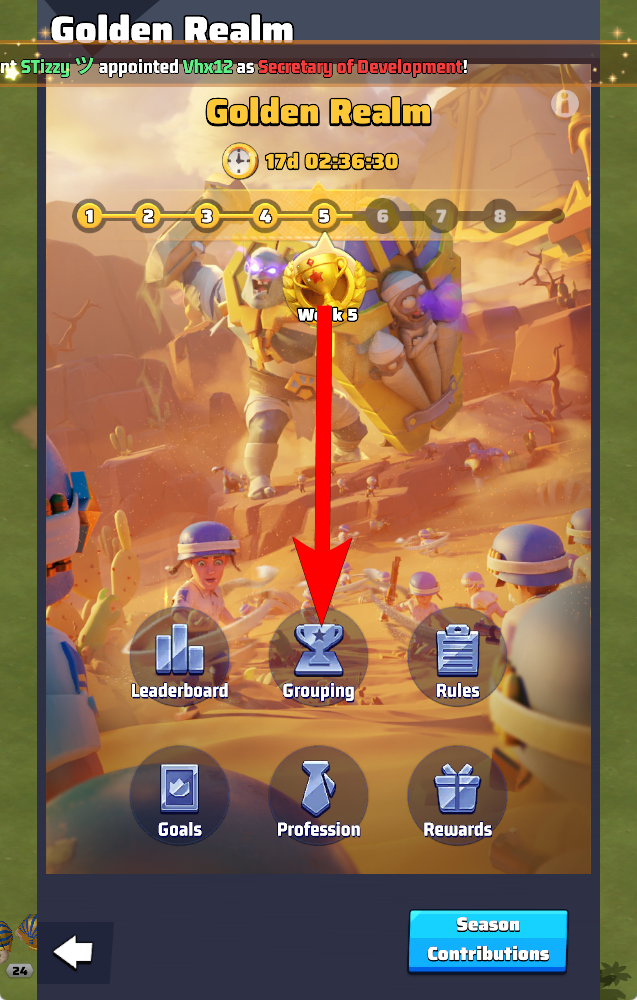 Golden Realm
nt STizzy ツ appointed Vhx12 as Secretary of Development!
Golden Realm
17d 02:36:30
1 2 3 4 5 6 7 8
Week 5
Leaderboard Grouping Rules
Goals Profession Rewards
24
Season
Contributions